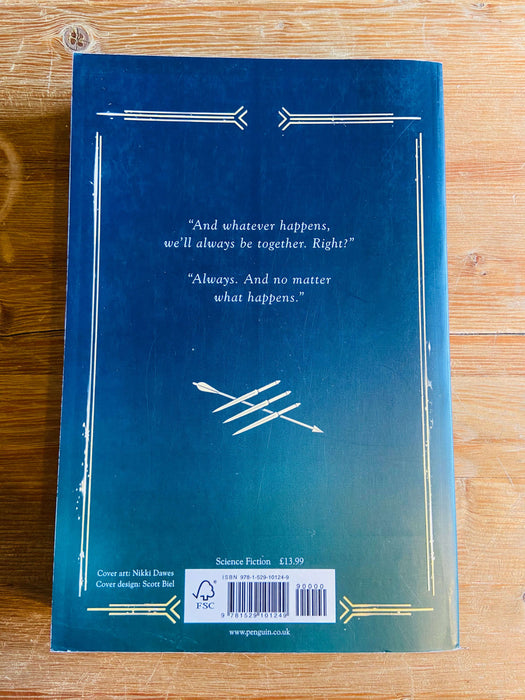 “And whatever happens,
we’ll always be together. Right?”
“Always. And no matter
what happens.”
Science Fiction £13.99
Cover art: Nikki Dawes
Cover design: Scott Biel
FSC
ISBN 978-1-529-10124-9
90000
9 781529 101249
www.penguin.co.uk